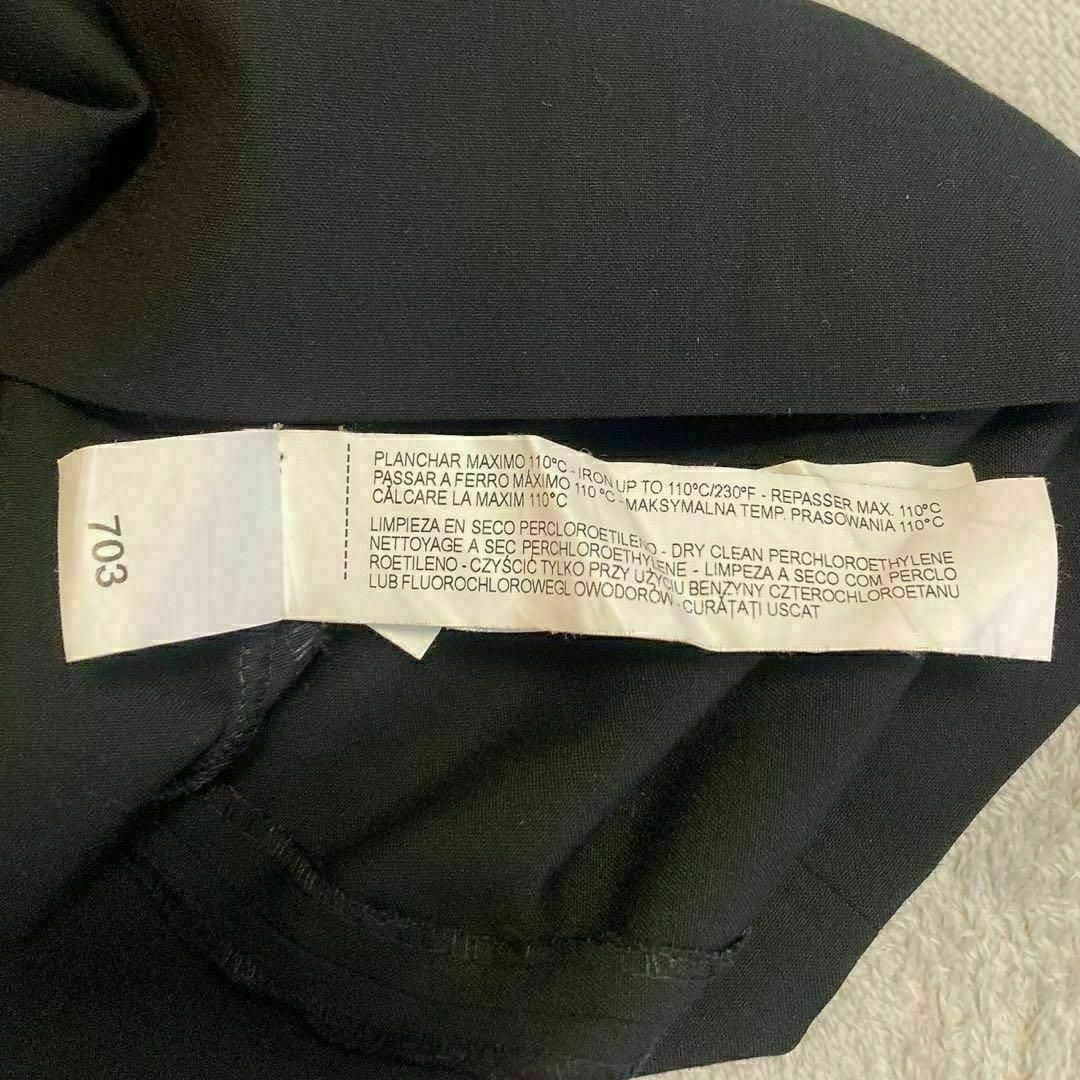 PLANCHAR MAXIMO 110°C - IRON UP TO 110°C/230°F - REPASSER MAX. 110°C
PASSAR A FERRO MÁXIMO 110°C - MAKSYMALNA TEMP. PRASOWANIA 110°C
CĂLCARE LA MAXIM 110°C
LIMPIEZA EN SECO PERCLOROETILENO - DRY CLEAN PERCHLOROETHYLENE
NETTOYAGE A SEC PERCHLOROETHYLENE - LIMPEZA A SECO COM PERCLO
ROETILENO - CZYŚCIĆ TYLKO PRZY UŻYCIU BENZYNY CZTEROCHLOROETANU
LUB FLUOROCHLOROWEGLOWODORÓW - CURĂȚAȚI USCAT
703